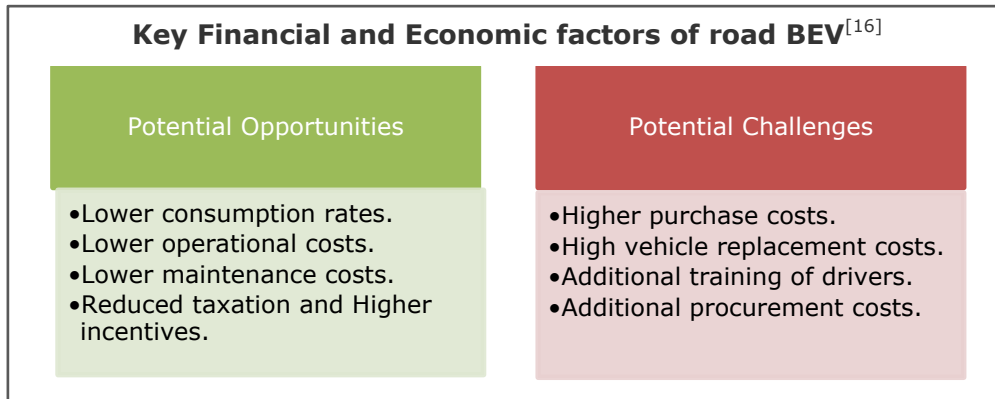 Key Financial and Economic factors of road BEV[16]
Potential Opportunities
•Lower consumption rates.
•Lower operational costs.
•Lower maintenance costs.
•Reduced taxation and Higher
incentives.
Potential Challenges
•Higher purchase costs.
•High vehicle replacement costs.
•Additional training of drivers.
•Additional procurement costs.